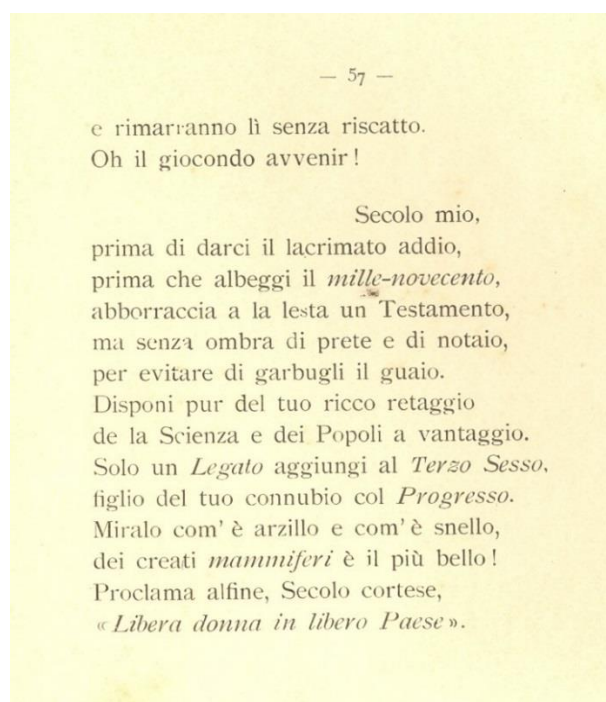 — 57 —
e rimarranno lì senza riscatto.
Oh il giocondo avvenir!
Secolo mio,
prima di darci il lacrimato addio,
prima che albeggi il mille-novecento,
abborraccia a la lesta un Testamento,
ma senza ombra di prete e di notaio,
per evitare di garbugli il guaio.
Disponi pur del tuo ricco retaggio
de la Scienza e dei Popoli a vantaggio.
Solo un Legato aggiungi al Terzo Sesso,
figlio del tuo connubio col Progresso.
Miralo com' è arzillo e com' è snello,
dei creati mammiferi è il più bello!
Proclama alfine, Secolo cortese,
« Libera donna in libero Paese ».